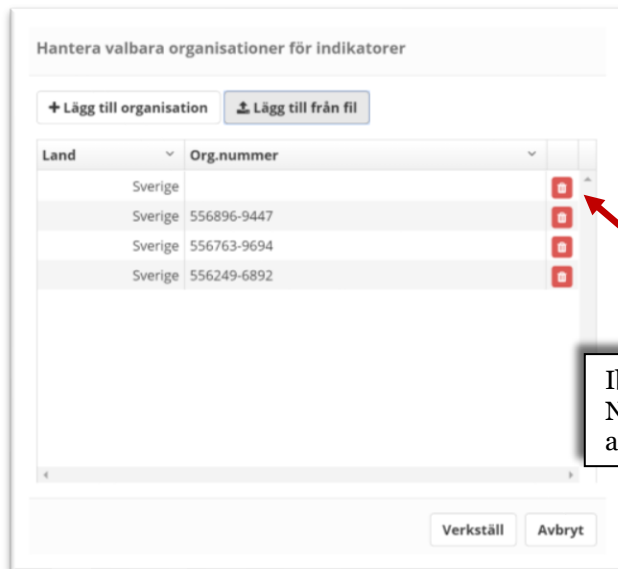 Hantera valbara organisationer för indikatorer
+ Lägg till organisation Lägg till från fil
Land Org.nummer
Sverige
Sverige 556896-9447
Sverige 556763-9694
Sverige 556249-6892
N
a
Verkställ Avbryt